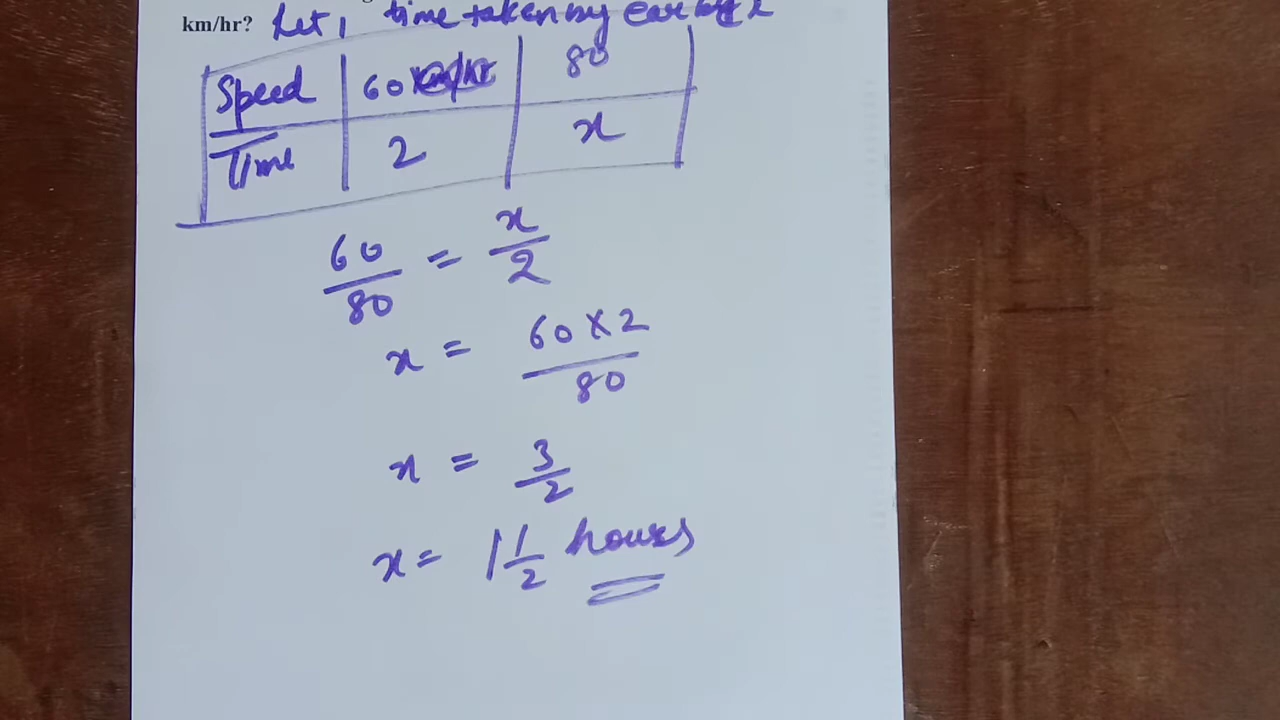 km/hr? Let, time taken by car be x
Speed 60 80
Time 2 x
60/80 = x/2
x = 60 X 2 / 80
x = 3/2
x = 1 1/2 hours